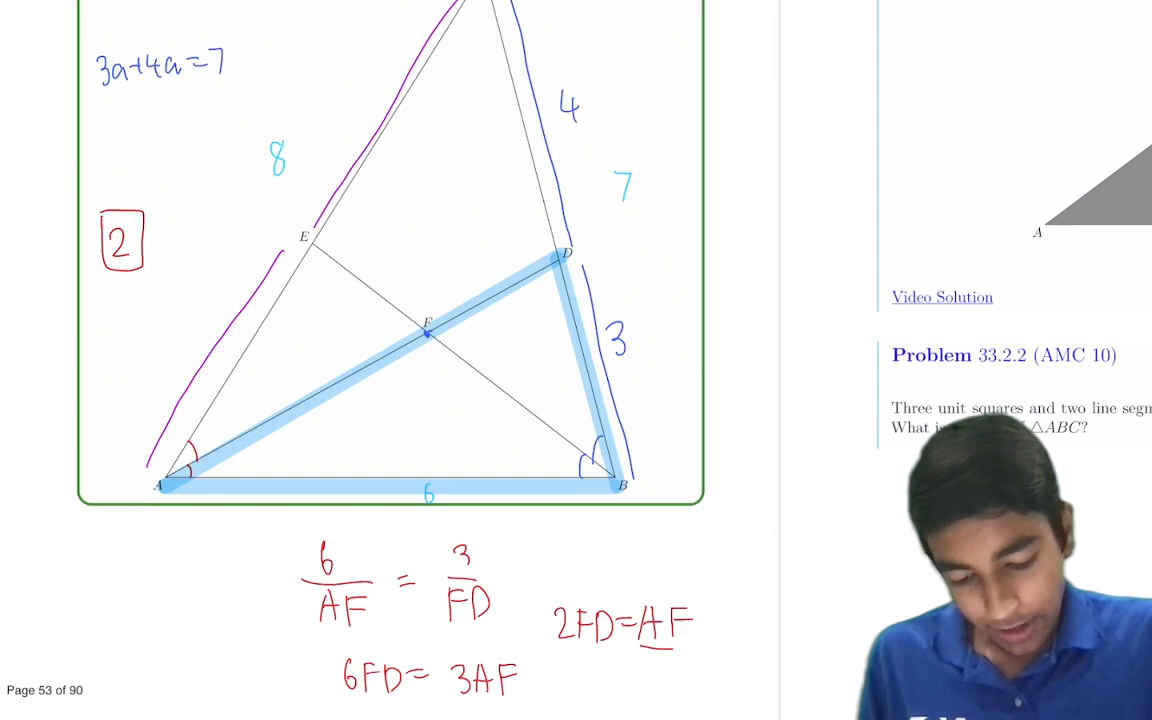 3a+4a=7
4
8
7
2
E
D
F
3
A
6
B
6/AF = 3/FD
2FD=AF
6FD= 3AF
Page 53 of 90
A
Video Solution
Problem 33.2.2 (AMC 10)
Three unit squares and two line segm
What is △ABC?